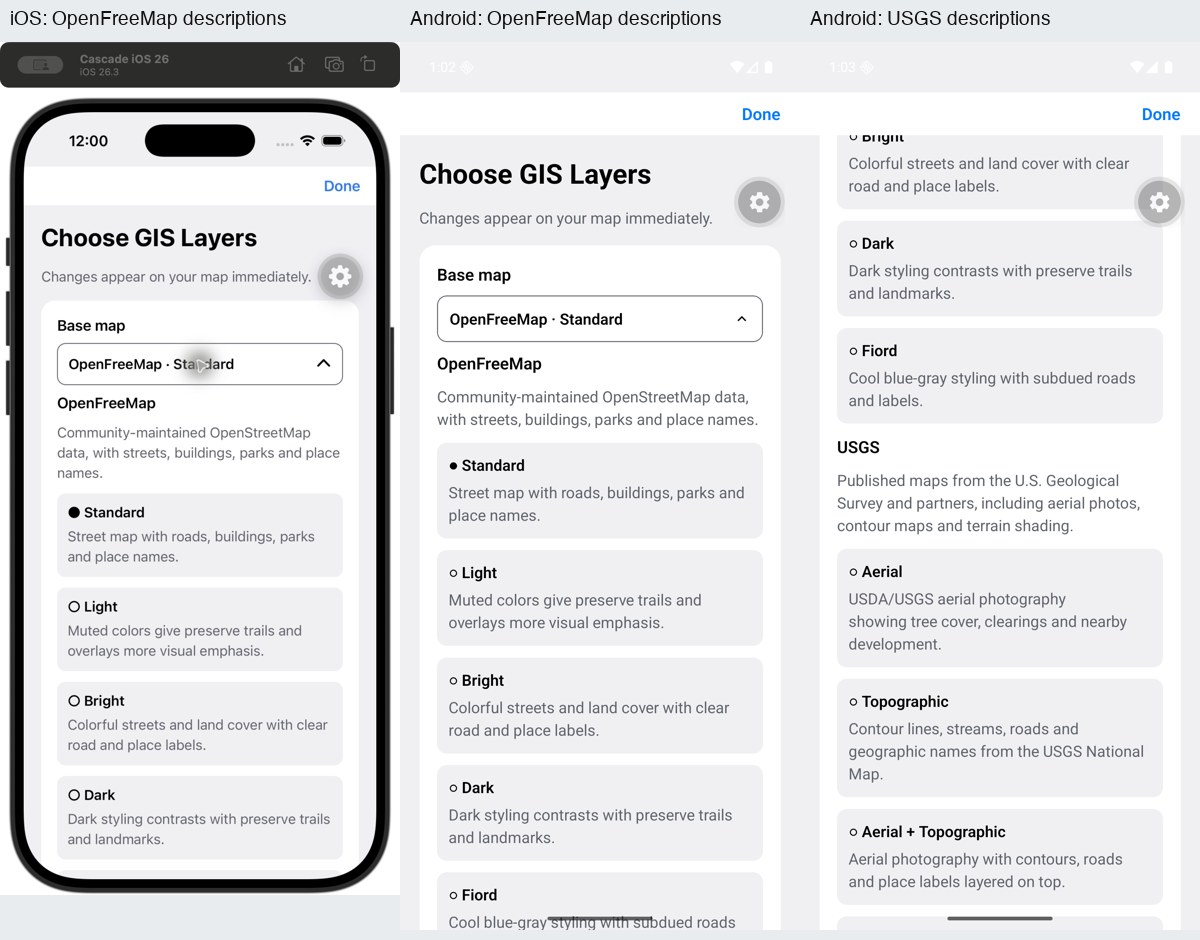 iOS: OpenFreeMap descriptions
Cascade iOS 26
iOS 26.3
12:00
Done
Choose GIS Layers
Changes appear on your map immediately.
Base map
OpenFreeMap · Standard
OpenFreeMap
Community-maintained OpenStreetMap
data, with streets, buildings, parks and place
names.
Standard
Street map with roads, buildings, parks
and place names.
Light
Muted colors give preserve trails and
overlays more visual emphasis.
Bright
Colorful streets and land cover with clear
road and place labels.
Dark
Dark styling contrasts with preserve trails
and landmarks.
Android: OpenFreeMap descriptions
1:02
Done
Choose GIS Layers
Changes appear on your map immediately.
Base map
OpenFreeMap · Standard
OpenFreeMap
Community-maintained OpenStreetMap data,
with streets, buildings, parks and place names.
Standard
Street map with roads, buildings, parks and
place names.
Light
Muted colors give preserve trails and
overlays more visual emphasis.
Bright
Colorful streets and land cover with clear
road and place labels.
Dark
Dark styling contrasts with preserve trails
and landmarks.
Fiord
Cool blue-gray styling with subdued roads
Android: USGS descriptions
1:03
Done
Bright
Colorful streets and land cover with clear
road and place labels.
Dark
Dark styling contrasts with preserve trails
and landmarks.
Fiord
Cool blue-gray styling with subdued roads
and labels.
USGS
Published maps from the U.S. Geological
Survey and partners, including aerial photos,
contour maps and terrain shading.
Aerial
USDA/USGS aerial photography
showing tree cover, clearings and nearby
development.
Topographic
Contour lines, streams, roads and
geographic names from the USGS National
Map.
Aerial + Topographic
Aerial photography with contours, roads
and place labels layered on top.